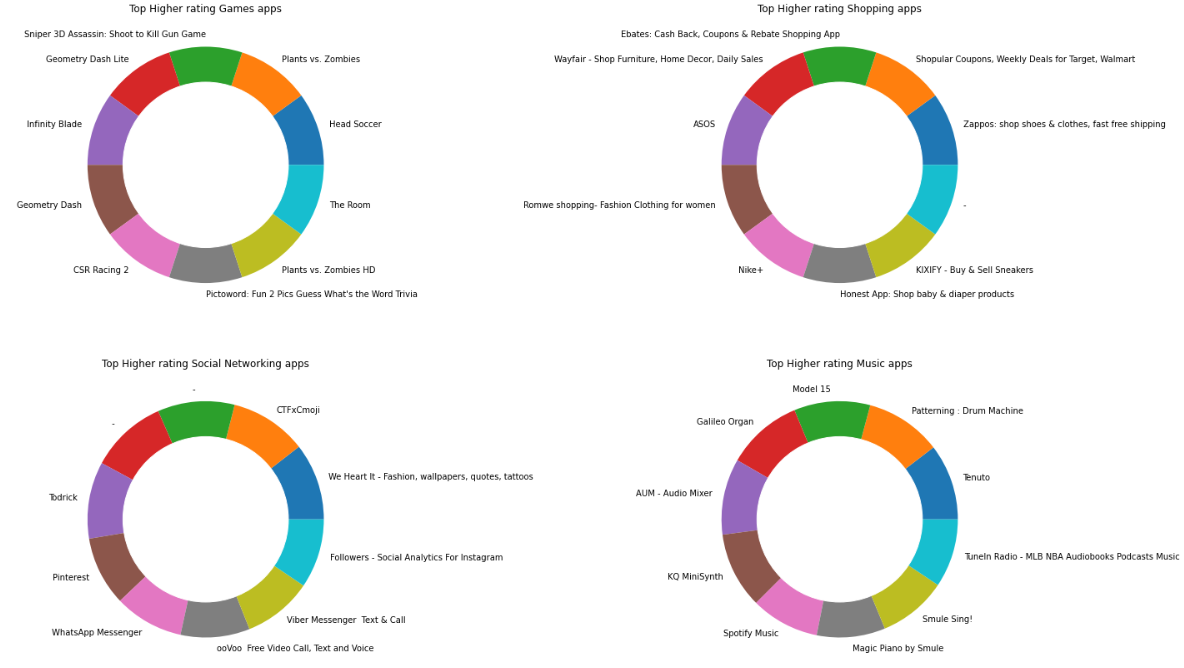 Top Higher rating Games apps
Sniper 3D Assassin: Shoot to Kill Gun Game
Geometry Dash Lite
Plants vs. Zombies
Infinity Blade
Head Soccer
Geometry Dash
The Room
CSR Racing 2
Plants vs. Zombies HD
Pictoword: Fun 2 Pics Guess What's the Word Trivia
Top Higher rating Shopping apps
Ebates: Cash Back, Coupons & Rebate Shopping App
Wayfair - Shop Furniture, Home Decor, Daily Sales
Shopular Coupons, Weekly Deals for Target, Walmart
ASOS
Zappos: shop shoes & clothes, fast free shipping
Romwe shopping- Fashion Clothing for women
-
Nike+
KIXIFY - Buy & Sell Sneakers
Honest App: Shop baby & diaper products
Top Higher rating Social Networking apps
-
CTFxCmoji
-
We Heart It - Fashion, wallpapers, quotes, tattoos
Todrick
Followers - Social Analytics For Instagram
Pinterest
Viber Messenger  Text & Call
WhatsApp Messenger
ooVoo  Free Video Call, Text and Voice
Top Higher rating Music apps
Model 15
Patterning : Drum Machine
Galileo Organ
Tenuto
AUM - Audio Mixer
TuneIn Radio - MLB NBA Audiobooks Podcasts Music
KQ MiniSynth
Smule Sing!
Spotify Music
Magic Piano by Smule